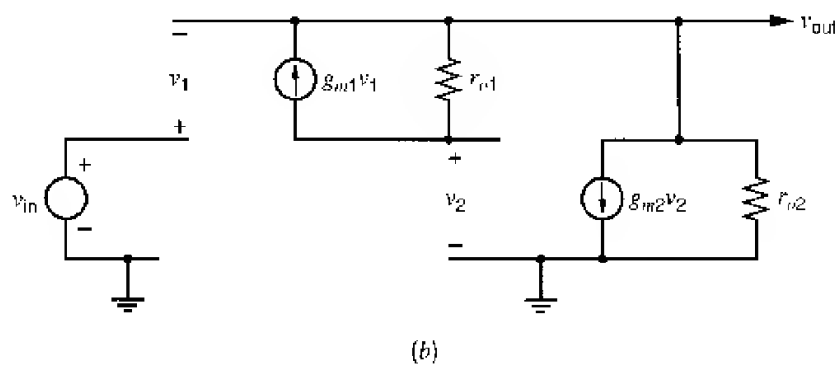 − v_out
v_1 g_m1 v_1 r_o1
+
+ + 
v_in v_2 g_m2 v_2 r_o2
− −
(b)